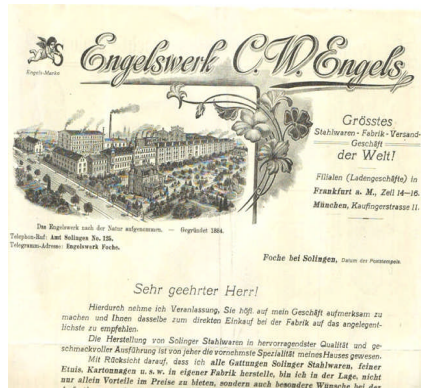 Engelswerk C. W. Engels
Engels-Marke
Grösstes
Stahlwaren-Fabrik-Versand-
Geschäft
der Welt!
Filialen (Ladengeschäfte) in
Frankfurt a. M., Zeil 14—16.
München, Kaufingerstrasse 11.
Das Engelswerk nach der Natur aufgenommen. — Gegründet 1884.
Telephon-Ruf: Amt Solingen No. 125.
Telegramm-Adresse: Engelswerk Foche.
Foche bei Solingen, Datum des Poststempels.
Sehr geehrter Herr!
Hierdurch nehme ich Veranlassung, Sie höfl. auf mein Geschäft aufmerksam zu
machen und Ihnen dasselbe zum direkten Einkauf bei der Fabrik auf das angelegent-
lichste zu empfehlen.
Die Herstellung von Solinger Stahlwaren in hervorragendster Qualität und ge-
schmackvoller Ausführung ist von jeher die vornehmste Spezialität meines Hauses gewesen.
Mit Rücksicht darauf, dass ich alle Gattungen Solinger Stahlwaren, feiner
Etuis, Kartonnagen u. s. w. in eigener Fabrik herstelle, bin ich in der Lage, nicht
nur allein Vorteile im Preise zu bieten, sondern auch besondere Wünsche bei der